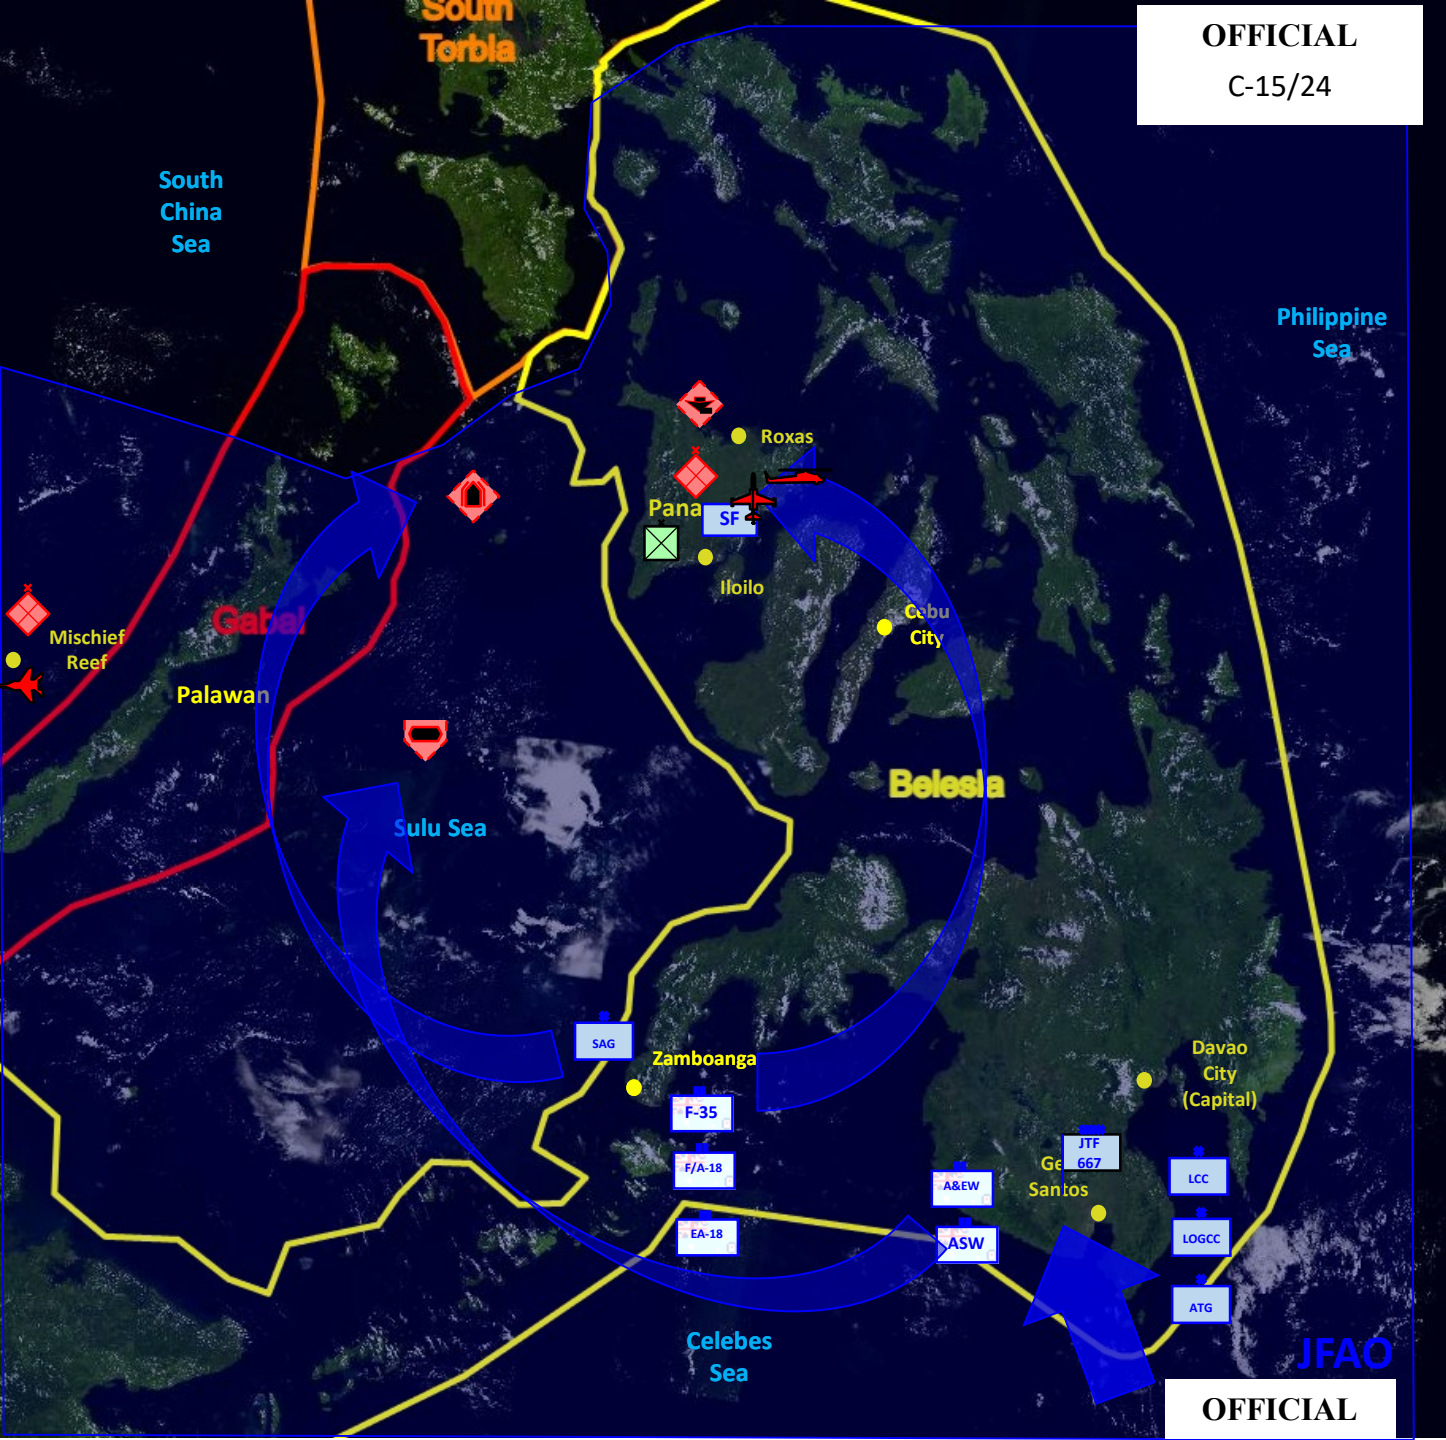 South
Torbia
OFFICIAL
C-15/24
South
China
Sea
Philippine
Sea
Roxas
Pana
SF
Iloilo
Cebu
City
Mischief
Reef
Gabal
Palawan
Belesia
Sulu Sea
SAG
Zamboanga
F-35
F/A-18
EA-18
A&EW
ASW
Davao
City
(Capital)
JTF
667
Ge
Santos
LCC
LOGCC
ATG
Celebes
Sea
JFAO
OFFICIAL